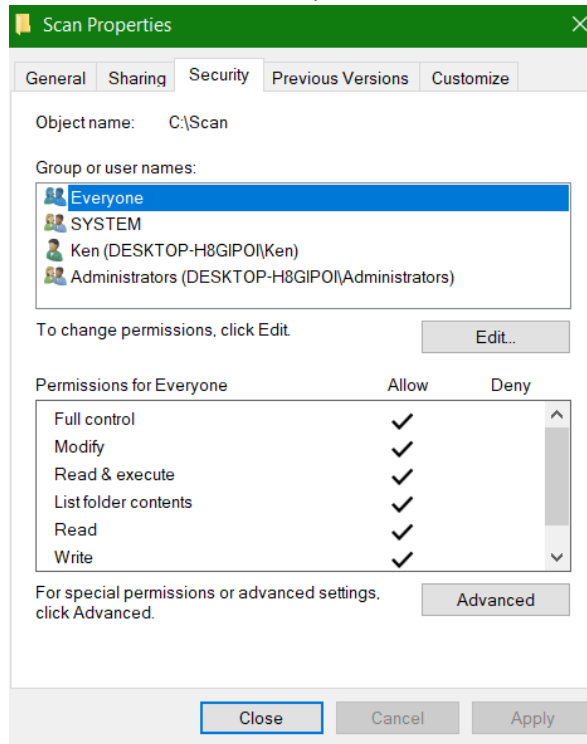 Scan Properties
General Sharing Security Previous Versions Customize
Object name: C:\Scan
Group or user names:
Everyone
SYSTEM
Ken (DESKTOP-H8GIPOI\Ken)
Administrators (DESKTOP-H8GIPOI\Administrators)
To change permissions, click Edit.
Edit...
Permissions for Everyone Allow Deny
Full control
Modify
Read & execute
List folder contents
Read
Write
For special permissions or advanced settings,
click Advanced.
Advanced
Close Cancel Apply